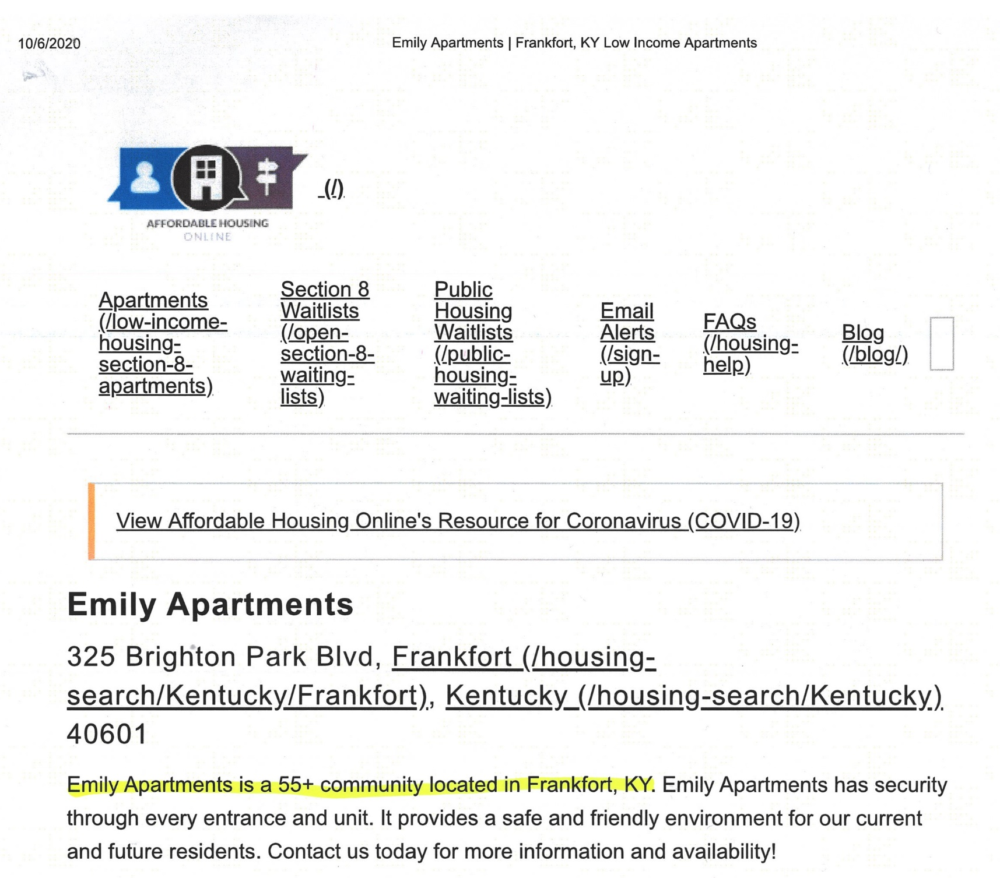 10/6/2020 Emily Apartments | Frankfort, KY Low Income Apartments
(/)
AFFORDABLE HOUSING
ONLINE
Apartments
(/low-income-
housing-
section-8-
apartments)
Section 8
Waitlists
(/open-
section-8-
waiting-
lists)
Public
Housing
Waitlists
(/public-
housing-
waiting-lists)
Email
Alerts
(/sign-
up)
FAQs
(/housing-
help)
Blog
(/blog/)
View Affordable Housing Online's Resource for Coronavirus (COVID-19)
Emily Apartments
325 Brighton Park Blvd, Frankfort (/housing-
search/Kentucky/Frankfort), Kentucky (/housing-search/Kentucky)
40601
Emily Apartments is a 55+ community located in Frankfort, KY. Emily Apartments has security
through every entrance and unit. It provides a safe and friendly environment for our current
and future residents. Contact us today for more information and availability!